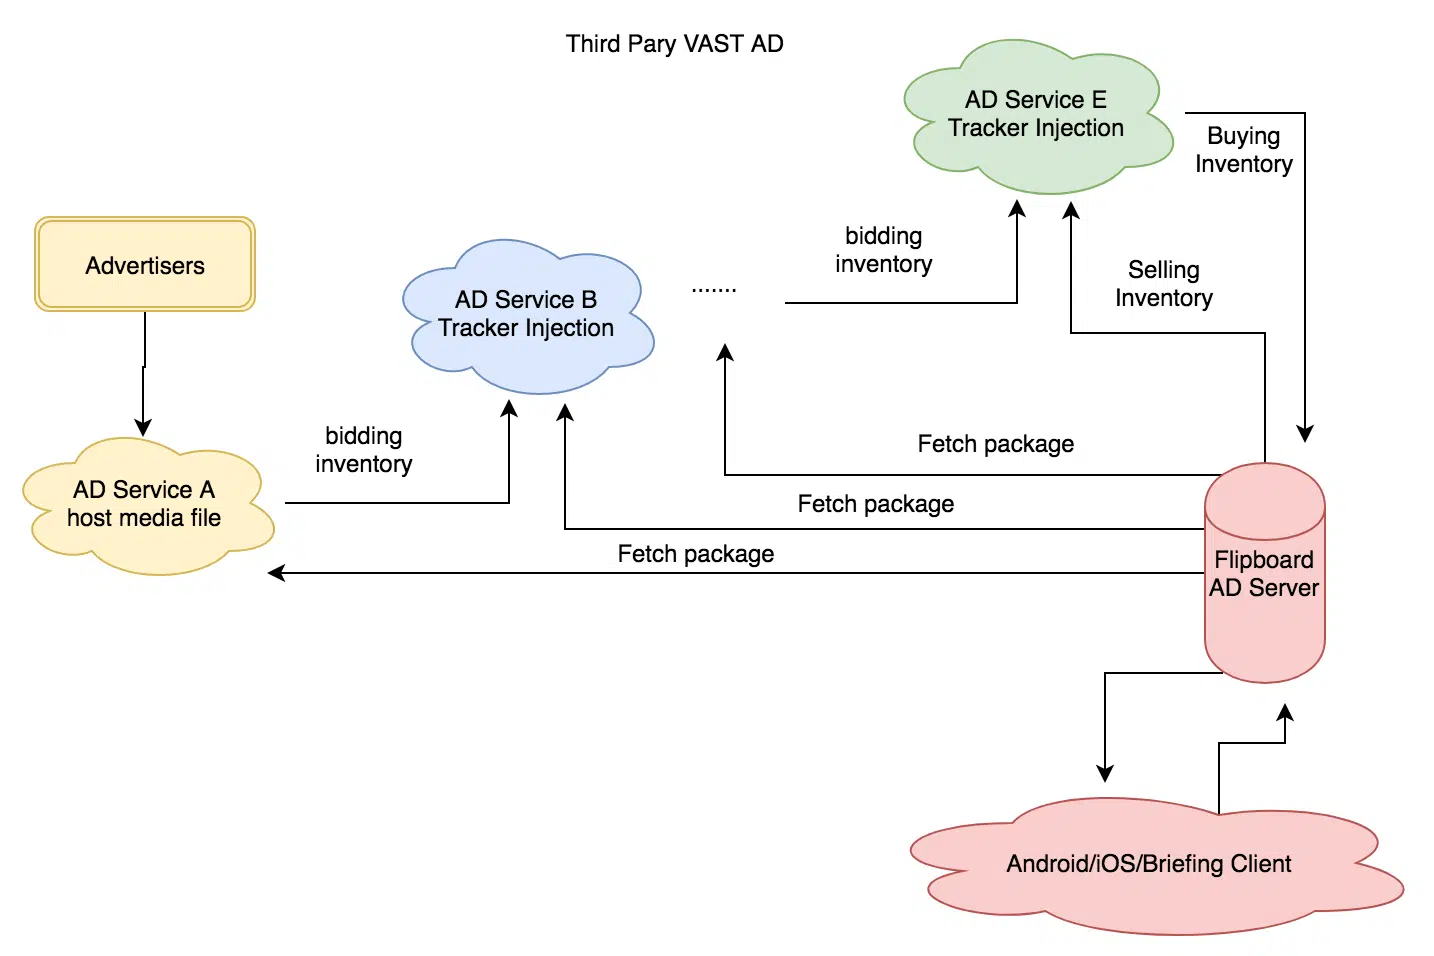 Third Pary VAST AD
AD Service E
Tracker Injection
Buying
Inventory
Advertisers
bidding
inventory
AD Service B
Tracker Injection
.......
Selling
Inventory
bidding
inventory
Fetch package
AD Service A
host media file
Fetch package
Fetch package
Flipboard
AD Server
Android/iOS/Briefing Client